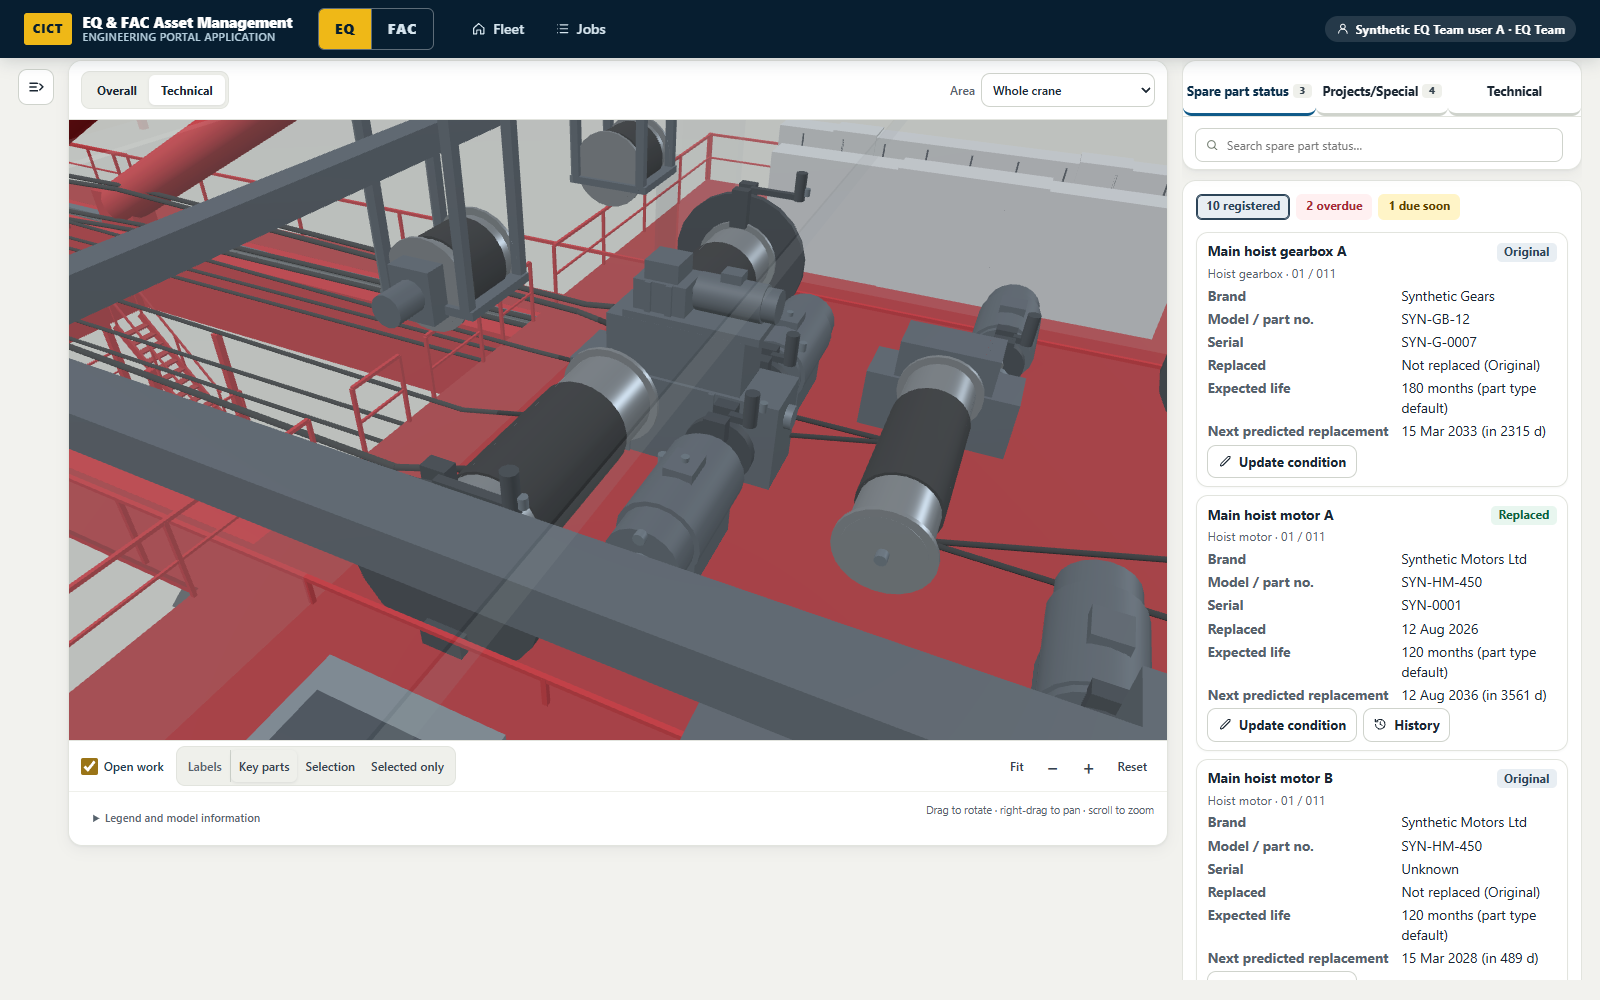 CICT
EQ & FAC Asset Management
ENGINEERING PORTAL APPLICATION
EQ
FAC
Fleet
Jobs
Synthetic EQ Team user A · EQ Team
Overall
Technical
Area
Whole crane
Spare part status 3
Projects/Special 4
Technical
Search spare part status...
10 registered
2 overdue
1 due soon
Main hoist gearbox A
Original
Hoist gearbox · 01 / 011
Brand Synthetic Gears
Model / part no. SYN-GB-12
Serial SYN-G-0007
Replaced Not replaced (Original)
Expected life 180 months (part type
default)
Next predicted replacement 15 Mar 2033 (in 2315 d)
Update condition
Main hoist motor A
Replaced
Hoist motor · 01 / 011
Brand Synthetic Motors Ltd
Model / part no. SYN-HM-450
Serial SYN-0001
Replaced 12 Aug 2026
Expected life 120 months (part type
default)
Next predicted replacement 12 Aug 2036 (in 3561 d)
Update condition
History
Main hoist motor B
Original
Hoist motor · 01 / 011
Brand Synthetic Motors Ltd
Model / part no. SYN-HM-450
Serial Unknown
Replaced Not replaced (Original)
Expected life 120 months (part type
default)
Next predicted replacement 15 Mar 2028 (in 489 d)
Open work
Labels
Key parts
Selection
Selected only
Fit
−
+
Reset
Legend and model information
Drag to rotate · right-drag to pan · scroll to zoom